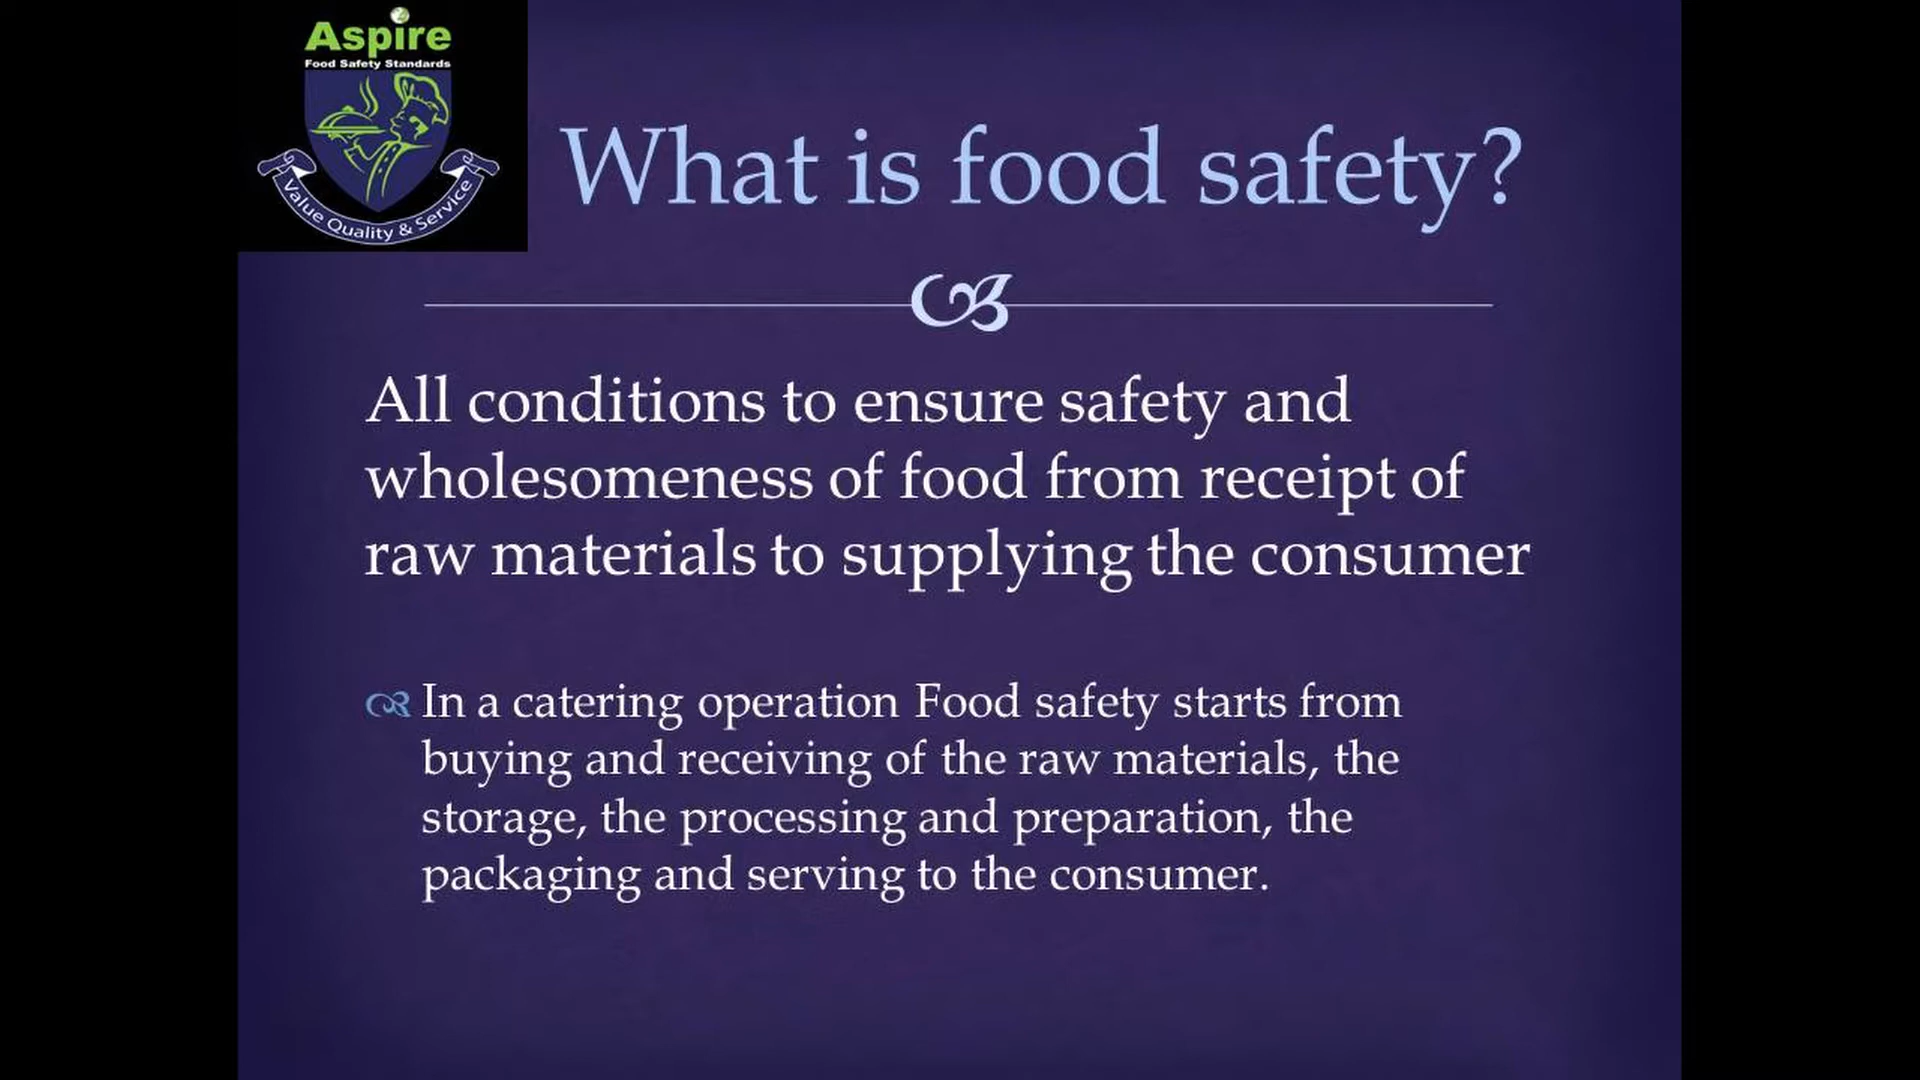 Aspire
Food Safety Standards
Value Quality & Service
What is food safety?
All conditions to ensure safety and
wholesomeness of food from receipt of
raw materials to supplying the consumer
In a catering operation Food safety starts from
buying and receiving of the raw materials, the
storage, the processing and preparation, the
packaging and serving to the consumer.